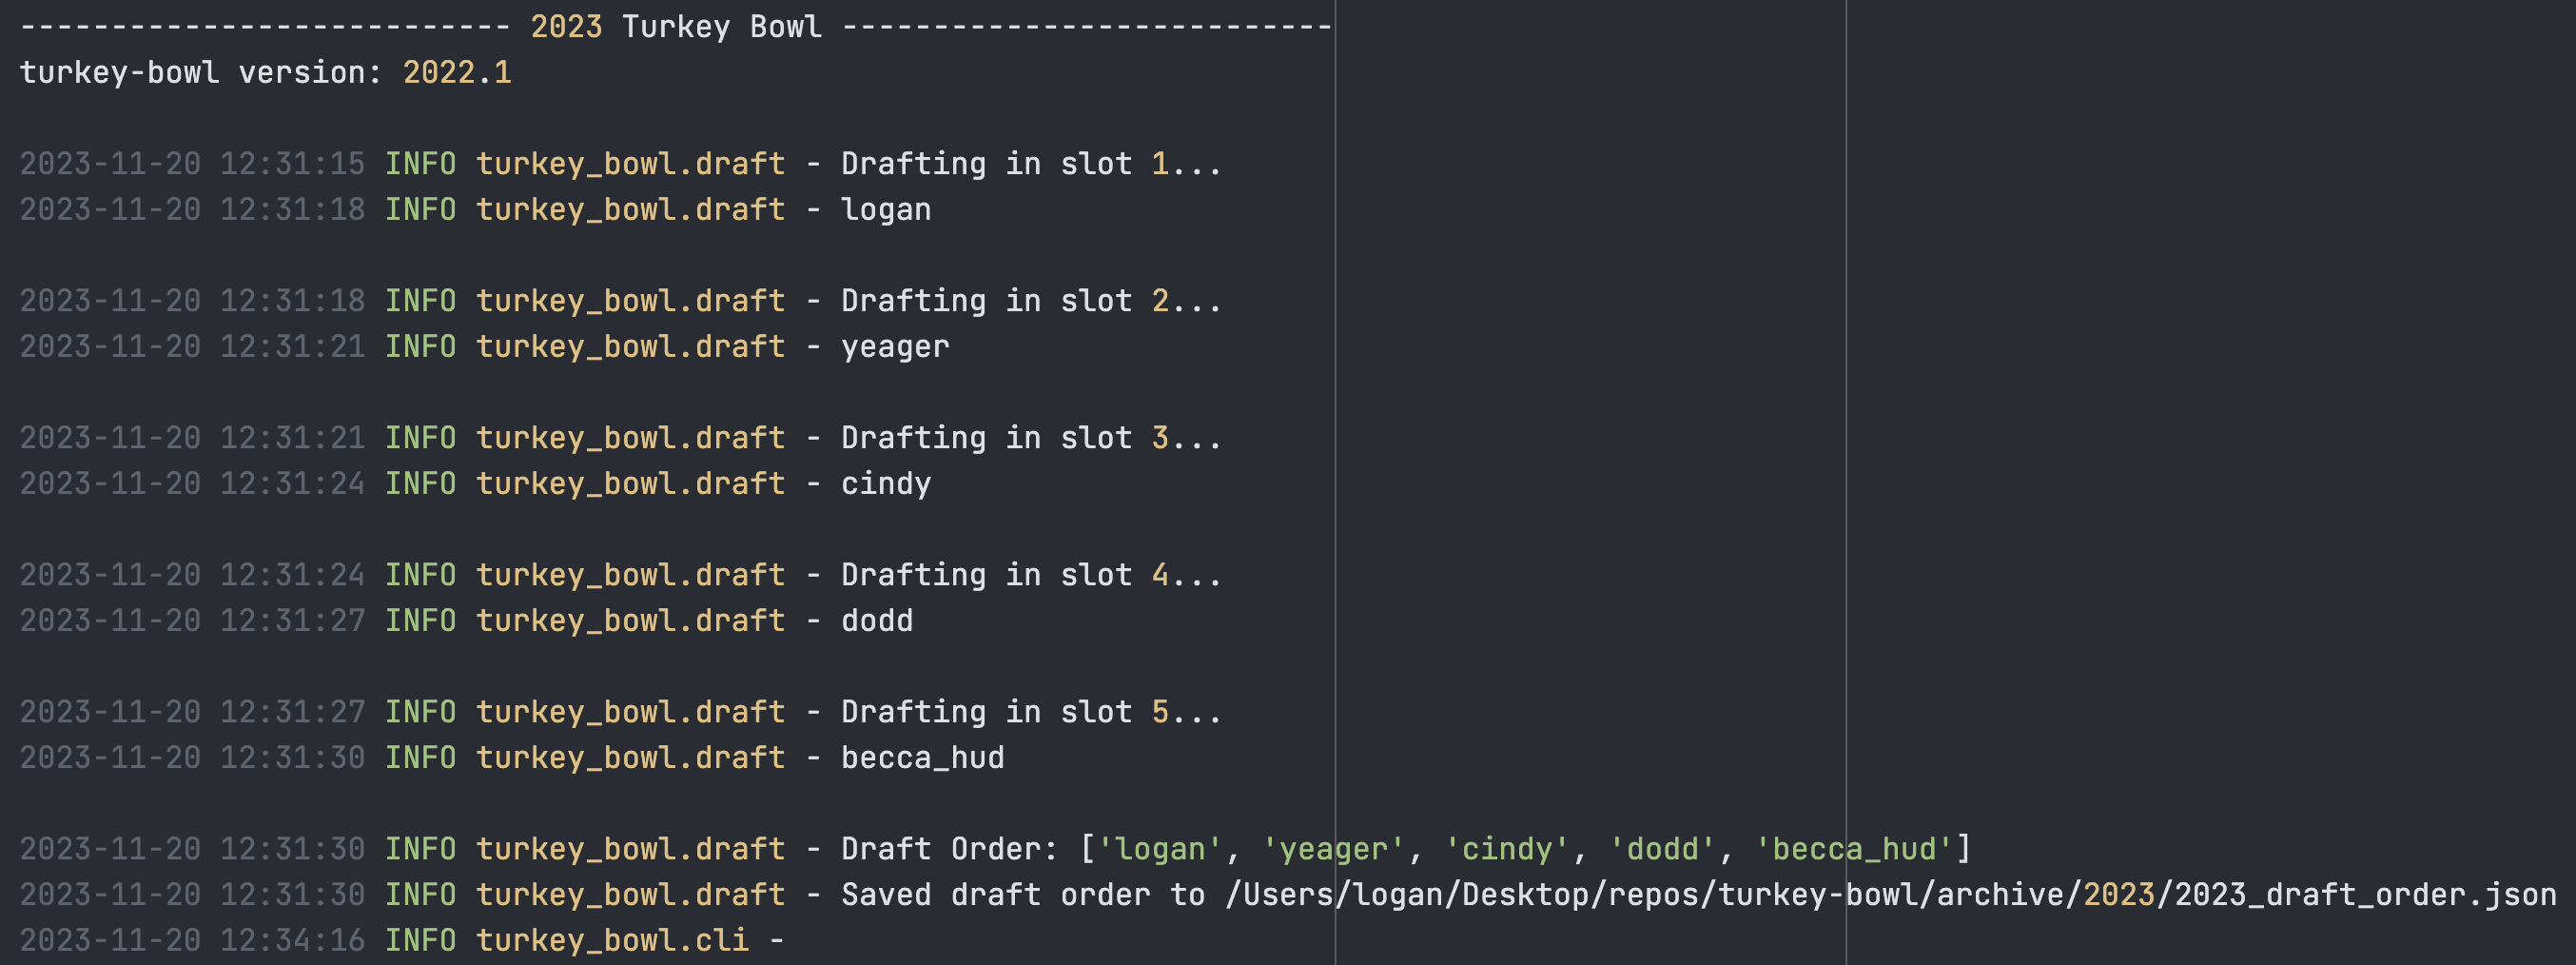 --------------------------- 2023 Turkey Bowl ---------------------------
turkey-bowl version: 2022.1
2023-11-20 12:31:15 INFO turkey_bowl.draft - Drafting in slot 1...
2023-11-20 12:31:18 INFO turkey_bowl.draft - logan
2023-11-20 12:31:18 INFO turkey_bowl.draft - Drafting in slot 2...
2023-11-20 12:31:21 INFO turkey_bowl.draft - yeager
2023-11-20 12:31:21 INFO turkey_bowl.draft - Drafting in slot 3...
2023-11-20 12:31:24 INFO turkey_bowl.draft - cindy
2023-11-20 12:31:24 INFO turkey_bowl.draft - Drafting in slot 4...
2023-11-20 12:31:27 INFO turkey_bowl.draft - dodd
2023-11-20 12:31:27 INFO turkey_bowl.draft - Drafting in slot 5...
2023-11-20 12:31:30 INFO turkey_bowl.draft - becca_hud
2023-11-20 12:31:30 INFO turkey_bowl.draft - Draft Order: ['logan', 'yeager', 'cindy', 'dodd', 'becca_hud']
2023-11-20 12:31:30 INFO turkey_bowl.draft - Saved draft order to /Users/logan/Desktop/repos/turkey-bowl/archive/2023/2023_draft_order.json
2023-11-20 12:34:16 INFO turkey_bowl.cli -